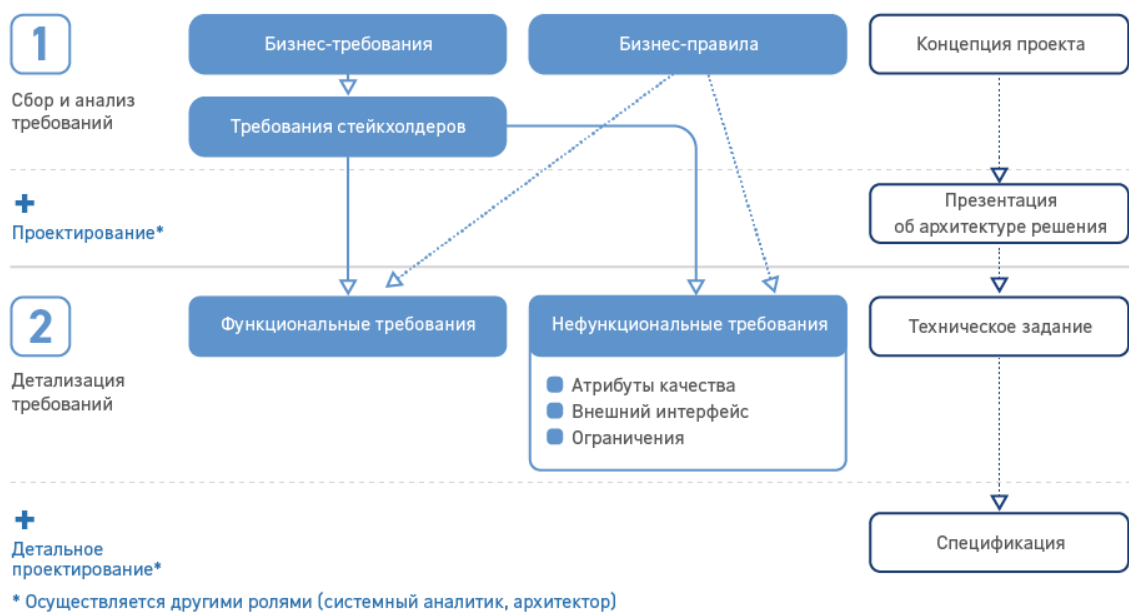 1
Бизнес-требования
Бизнес-правила
Концепция проекта
Сбор и анализ
требований
Требования стейкхолдеров
+
Проектирование*
Презентация
об архитектуре решения
2
Функциональные требования
Нефункциональные требования
Техническое задание
Детализация
требований
Атрибуты качества
Внешний интерфейс
Ограничения
+
Детальное
проектирование*
Спецификация
* Осуществляется другими ролями (системный аналитик, архитектор)